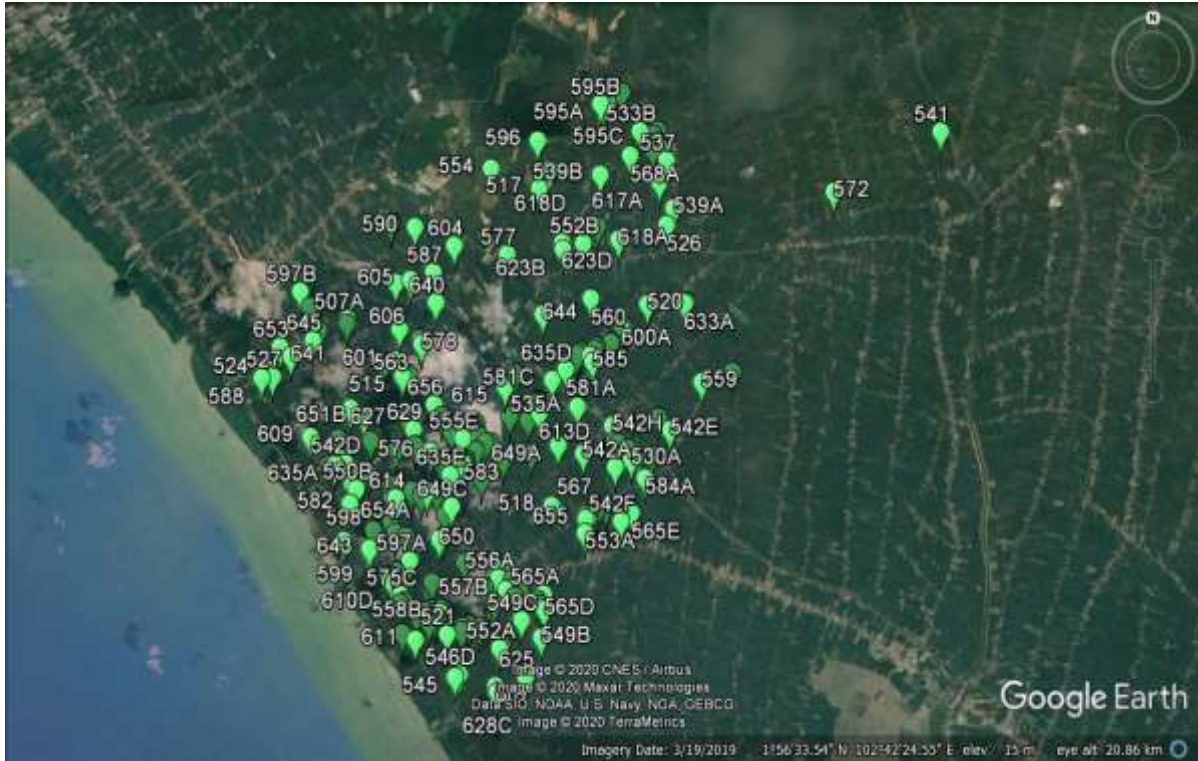 N
595B
595A 533B
541
595C
596
537
554 539B 568A
517
572
618D 617A
539A
590 604
552B
577 618A 526
587
623B 623D
605
640
597B
507A
644
520
560
633A
606
645
653
600A
578
601
641
635D
585
524 527
563
515
581C
559
588
656
581A
615
651B
535A
627 629
555E
542H
542E
609
613D
542D
576
635E 649A
542A
530A
635A
550B
583
614
567
584A
582
649C
518
542F
598
654A
655
565E
643
597A
650
553A
599
575C
556A
565A
557B
610D
549C
558B
565D
521
611
552A
549B
546D
625
545
Image © 2020 CNES / Airbus
Image © 2020 Maxar Technologies
Data SIO, NOAA, U.S. Navy, NGA, GEBCO
Image © 2020 TerraMetrics
628C
Google Earth
Imagery Date: 3/19/2019 1°56'33.54" N 102°42'24.55" E elev 15 m eye alt 20.86 km